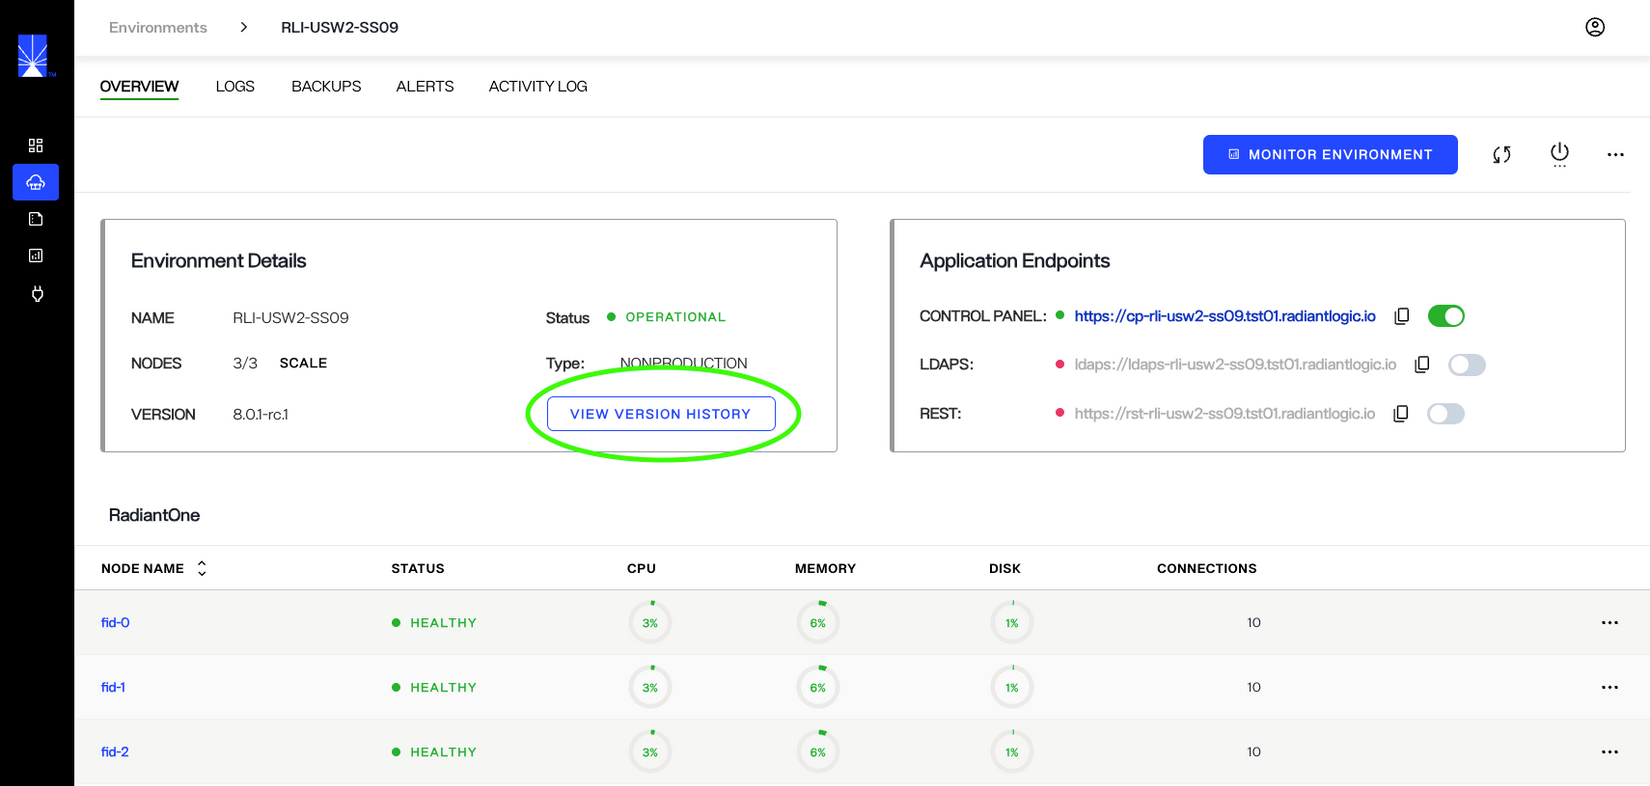 Environments > RLI-USW2-SS09
OVERVIEW LOGS BACKUPS ALERTS ACTIVITY LOG
MONITOR ENVIRONMENT
Environment Details
NAME RLI-USW2-SS09 Status OPERATIONAL
NODES 3/3 SCALE Type: NONPRODUCTION
VERSION 8.0.1-rc.1 VIEW VERSION HISTORY
Application Endpoints
CONTROL PANEL: https://cp-rli-usw2-ss09.tst01.radiantlogic.io
LDAPS: ldaps://ldaps-rli-usw2-ss09.tst01.radiantlogic.io
REST: https://rst-rli-usw2-ss09.tst01.radiantlogic.io
RadiantOne
NODE NAME STATUS CPU MEMORY DISK CONNECTIONS
fid-0 HEALTHY 3% 6% 1% 10
fid-1 HEALTHY 3% 6% 1% 10
fid-2 HEALTHY 3% 6% 1% 10